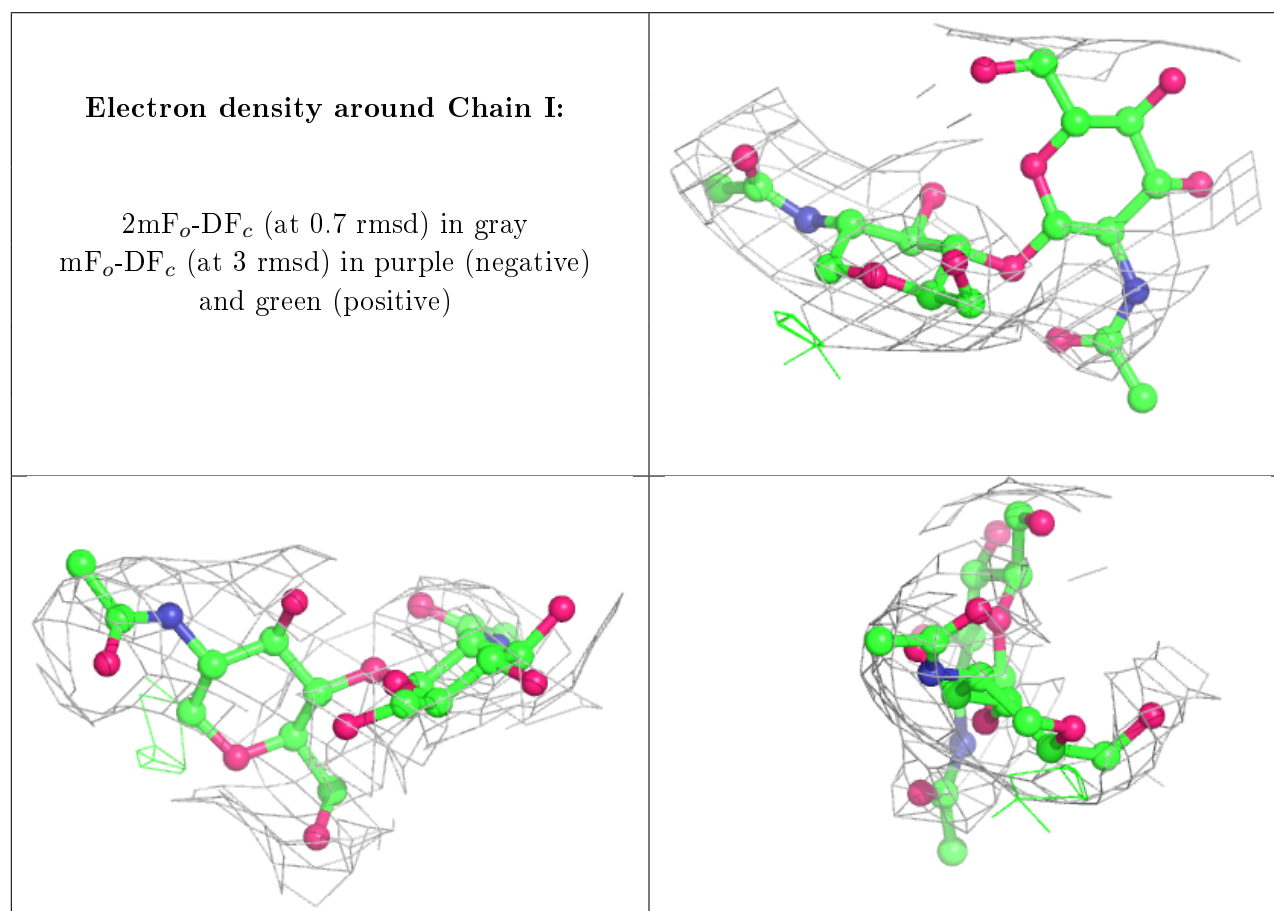 Electron density around Chain I:
2mFo-DFc (at 0.7 rmsd) in gray
mFo-DFc (at 3 rmsd) in purple (negative)
and green (positive)